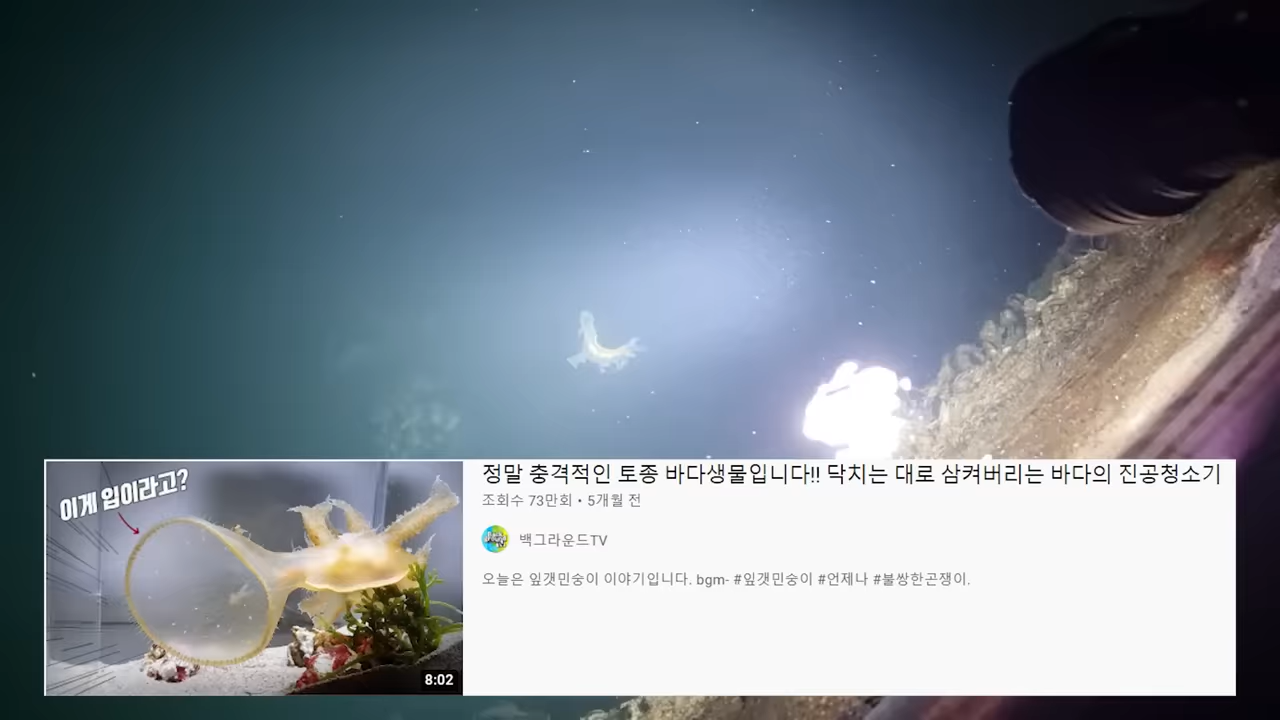 이게 입이라고?
8:02
정말 충격적인 토종 바다생물입니다!! 닥치는 대로 삼켜버리는 바다의 진공청소기
조회수 73만회 • 5개월 전
백그라운드TV
오늘은 잎갯민숭이 이야기입니다. bgm- #잎갯민숭이 #언제나 #불쌍한곤쟁이.